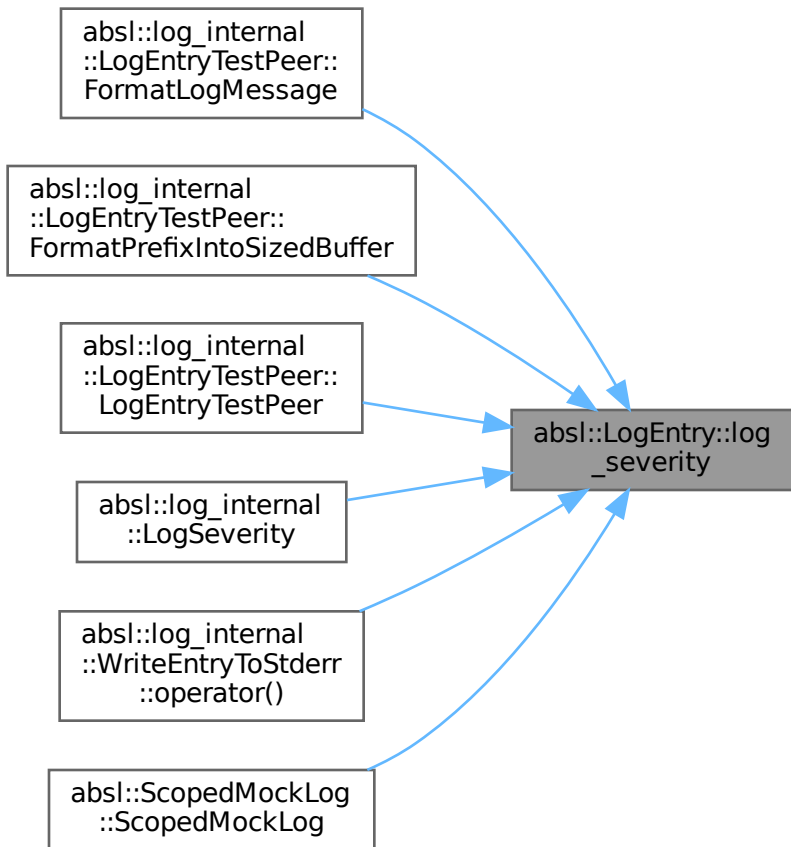 absl::log_internal
::LogEntryTestPeer::
FormatLogMessage
absl::log_internal
::LogEntryTestPeer::
FormatPrefixIntoSizedBuffer
absl::log_internal
::LogEntryTestPeer::
LogEntryTestPeer
absl::LogEntry::log
_severity
absl::log_internal
::LogSeverity
absl::log_internal
::WriteEntryToStderr
::operator()
absl::ScopedMockLog
::ScopedMockLog